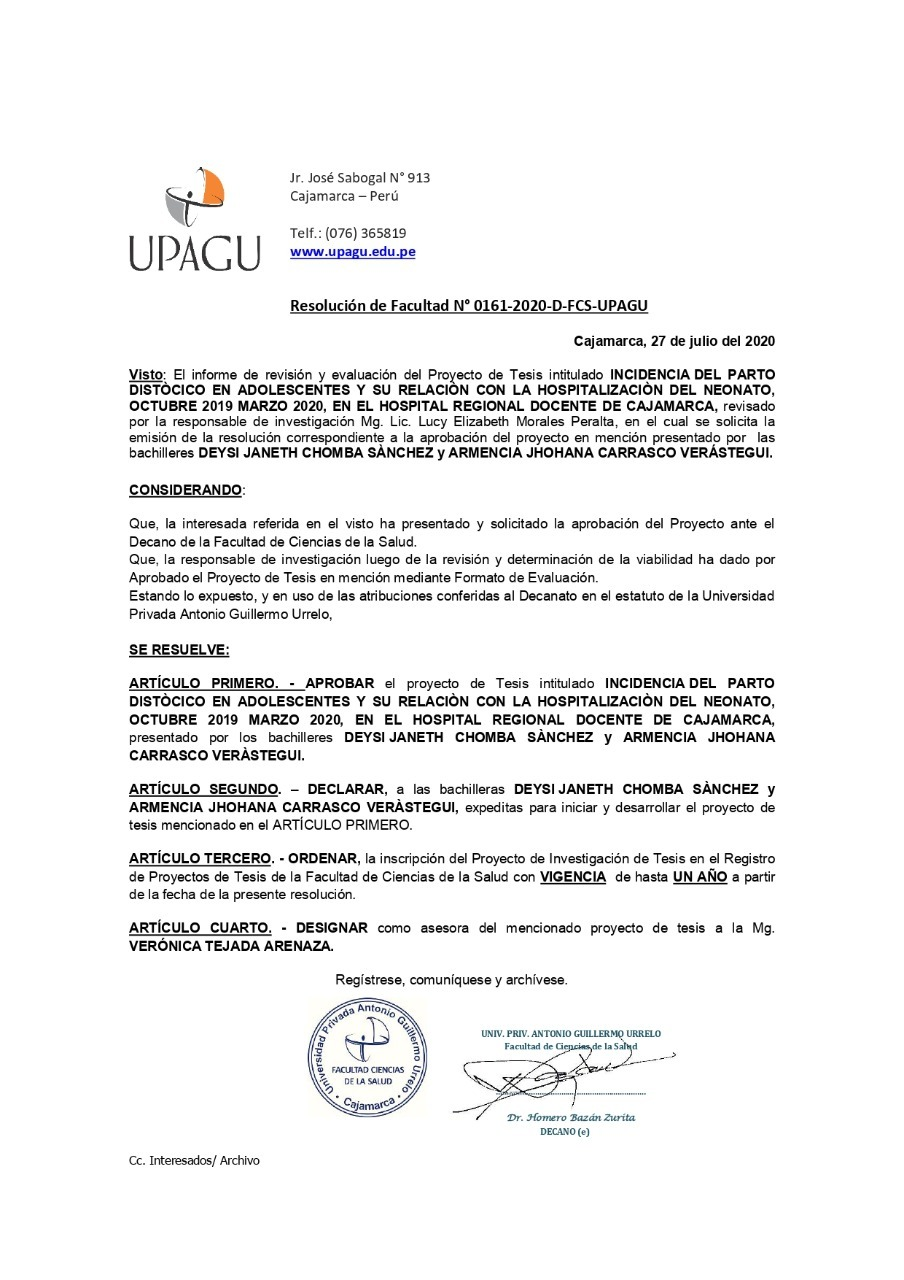 UPAGU
Jr. José Sabogal N° 913
Cajamarca – Perú
Telf.: (076) 365819
www.upagu.edu.pe
Resolución de Facultad N° 0161-2020-D-FCS-UPAGU
Cajamarca, 27 de julio del 2020
Visto: El informe de revisión y evaluación del Proyecto de Tesis intitulado INCIDENCIA DEL PARTO
DISTÒCICO EN ADOLESCENTES Y SU RELACIÒN CON LA HOSPITALIZACIÒN DEL NEONATO,
OCTUBRE 2019 MARZO 2020, EN EL HOSPITAL REGIONAL DOCENTE DE CAJAMARCA, revisado
por la responsable de investigación Mg. Lic. Lucy Elizabeth Morales Peralta, en el cual se solicita la
emisión de la resolución correspondiente a la aprobación del proyecto en mención presentado por las
bachilleres DEYSI JANETH CHOMBA SÀNCHEZ y ARMENCIA JHOHANA CARRASCO VERÁSTEGUI.
CONSIDERANDO:
Que, la interesada referida en el visto ha presentado y solicitado la aprobación del Proyecto ante el
Decano de la Facultad de Ciencias de la Salud.
Que, la responsable de investigación luego de la revisión y determinación de la viabilidad ha dado por
Aprobado el Proyecto de Tesis en mención mediante Formato de Evaluación.
Estando lo expuesto, y en uso de las atribuciones conferidas al Decanato en el estatuto de la Universidad
Privada Antonio Guillermo Urrelo,
SE RESUELVE:
ARTÍCULO PRIMERO. - APROBAR el proyecto de Tesis intitulado INCIDENCIA DEL PARTO
DISTÒCICO EN ADOLESCENTES Y SU RELACIÒN CON LA HOSPITALIZACIÒN DEL NEONATO,
OCTUBRE 2019 MARZO 2020, EN EL HOSPITAL REGIONAL DOCENTE DE CAJAMARCA,
presentado por los bachilleres DEYSI JANETH CHOMBA SÀNCHEZ y ARMENCIA JHOHANA
CARRASCO VERÀSTEGUI.
ARTÍCULO SEGUNDO. – DECLARAR, a las bachilleras DEYSI JANETH CHOMBA SÀNCHEZ y
ARMENCIA JHOHANA CARRASCO VERÀSTEGUI, expeditas para iniciar y desarrollar el proyecto de
tesis mencionado en el ARTÍCULO PRIMERO.
ARTÍCULO TERCERO. - ORDENAR, la inscripción del Proyecto de Investigación de Tesis en el Registro
de Proyectos de Tesis de la Facultad de Ciencias de la Salud con VIGENCIA de hasta UN AÑO a partir
de la fecha de la presente resolución.
ARTÍCULO CUARTO. - DESIGNAR como asesora del mencionado proyecto de tesis a la Mg.
VERÓNICA TEJADA ARENAZA.
Regístrese, comuníquese y archívese.
Universidad Privada Antonio Guillermo Urrelo
FACULTAD CIENCIAS
DE LA SALUD
• Cajamarca •
UNIV. PRIV. ANTONIO GUILLERMO URRELO
Facultad de Ciencias de la Salud
Dr. Homero Bazán Zurita
DECANO (e)
Cc. Interesados/ Archivo